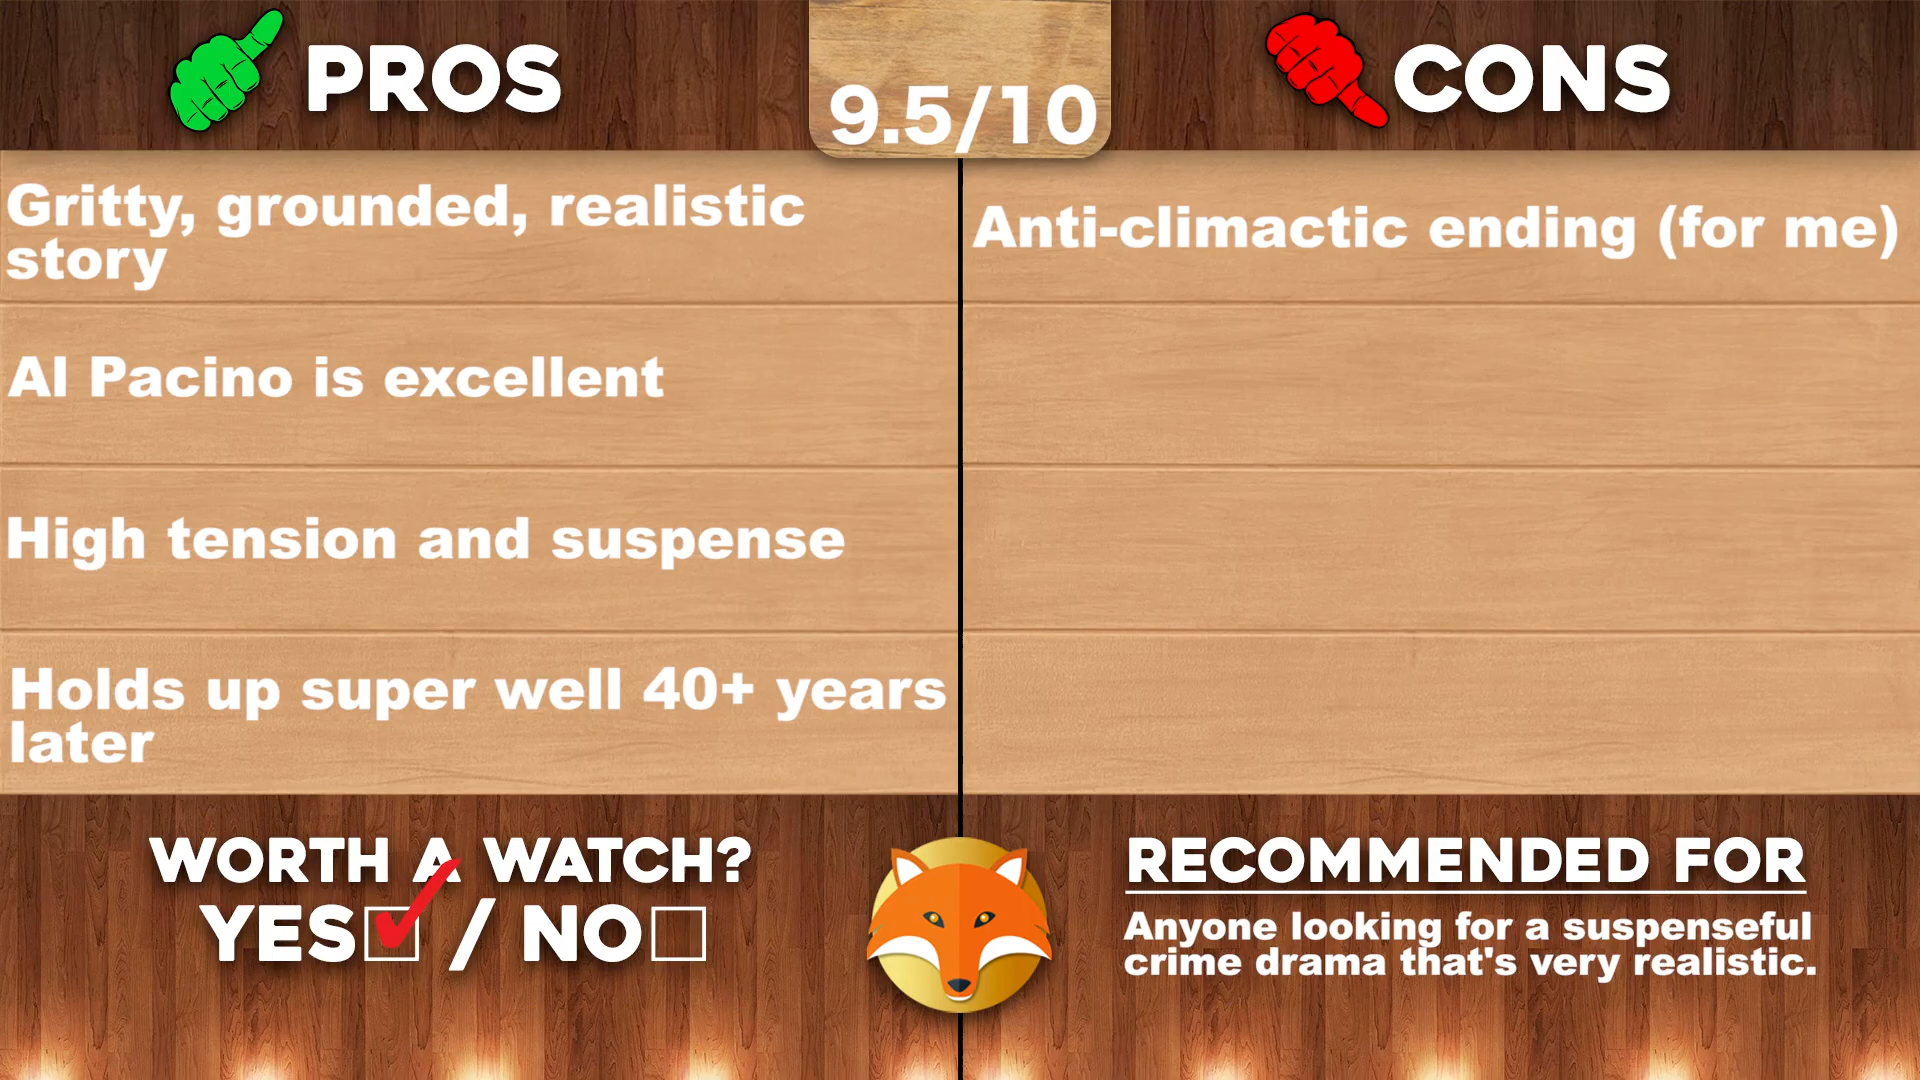 PROS
9.5/10
CONS
Gritty, grounded, realistic
story
Al Pacino is excellent
High tension and suspense
Holds up super well 40+ years
later
Anti-climactic ending (for me)
WORTH A WATCH?
YES / NO
RECOMMENDED FOR
Anyone looking for a suspenseful
crime drama that's very realistic.